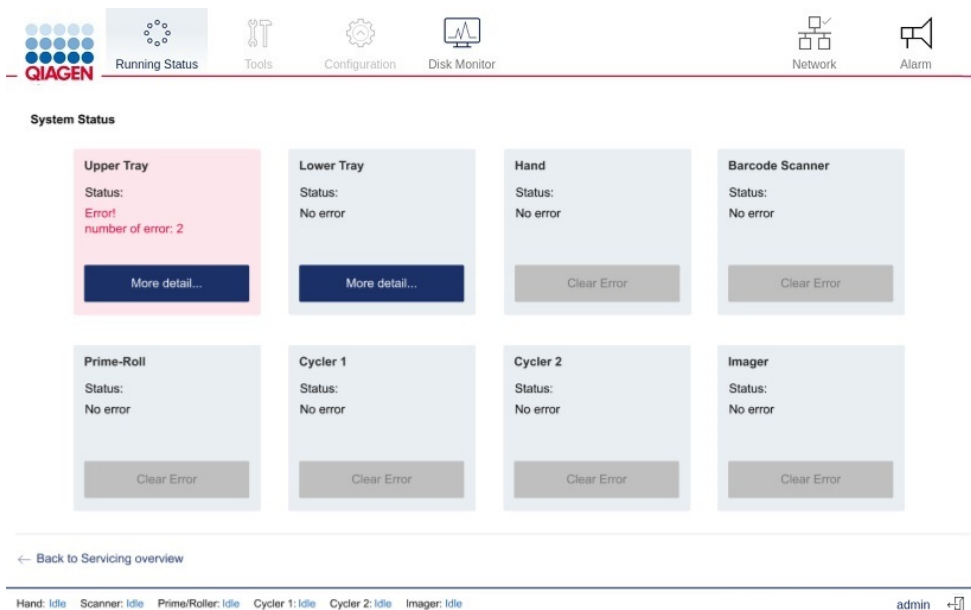 QIAGEN
Running Status
Tools
Configuration
Disk Monitor
Network
Alarm
System Status
Upper Tray
Status:
Error!
number of error: 2
More detail...
Lower Tray
Status:
No error
More detail...
Hand
Status:
No error
Clear Error
Barcode Scanner
Status:
No error
Clear Error
Prime-Roll
Status:
No error
Clear Error
Cycler 1
Status:
No error
Clear Error
Cycler 2
Status:
No error
Clear Error
Imager
Status:
No error
Clear Error
← Back to Servicing overview
Hand: Idle Scanner: Idle Prime/Roller: Idle Cycler 1: Idle Cycler 2: Idle Imager: Idle admin